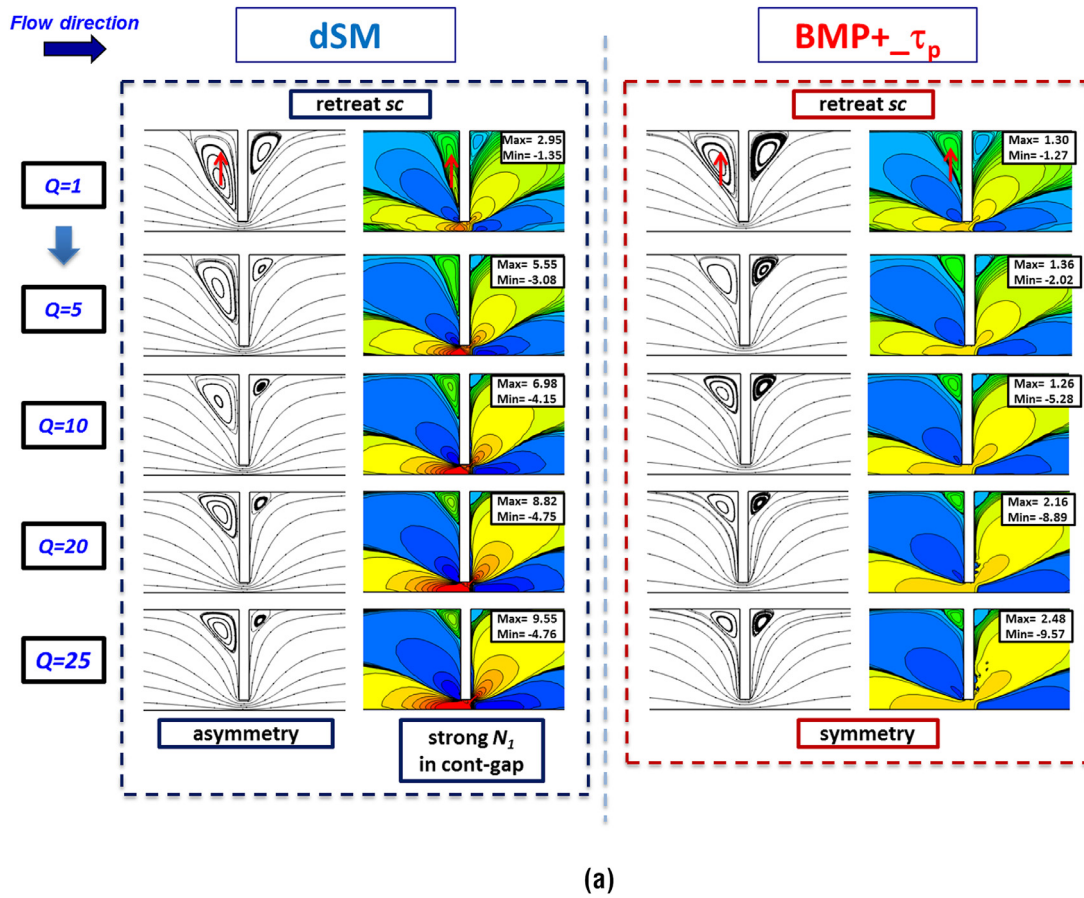 Flow direction
dSM
BMP+_τp
retreat sc
retreat sc
Q=1
Max= 2.95
Min= -1.35
Max= 1.30
Min= -1.27
Q=5
Max= 5.55
Min= -3.08
Max= 1.36
Min= -2.02
Q=10
Max= 6.98
Min= -4.15
Max= 1.26
Min= -5.28
Q=20
Max= 8.82
Min= -4.75
Max= 2.16
Min= -8.89
Q=25
Max= 9.55
Min= -4.76
Max= 2.48
Min= -9.57
asymmetry
strong N1
in cont-gap
symmetry
(a)